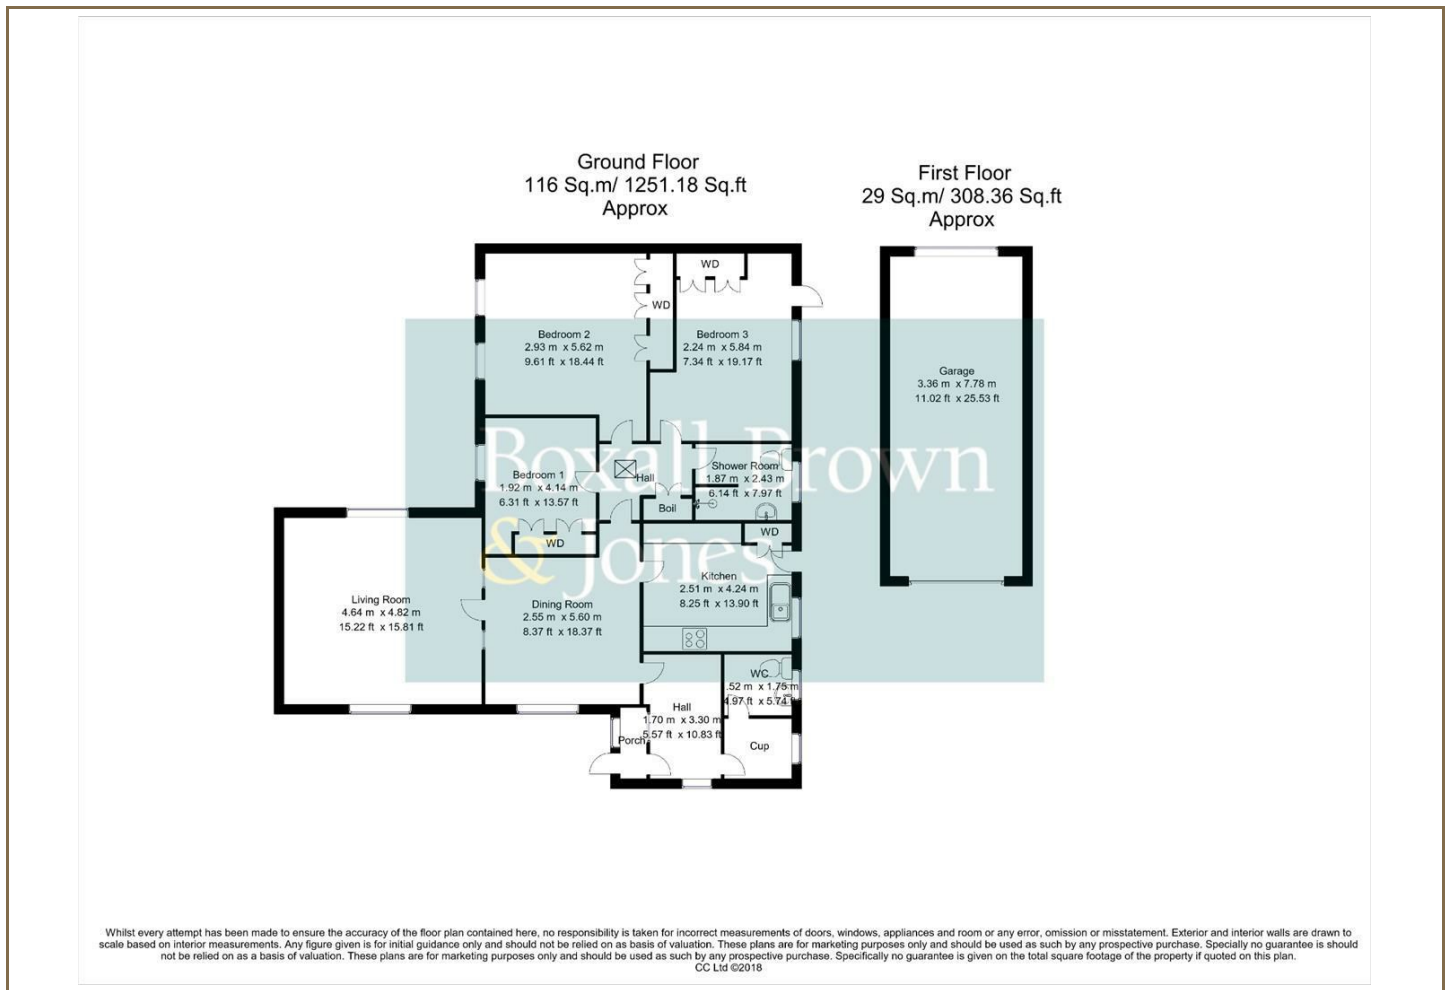 Ground Floor
116 Sq.m/ 1251.18 Sq.ft
Approx
First Floor
29 Sq.m/ 308.36 Sq.ft
Approx
WD
WD
Bedroom 2
2.93 m x 5.62 m
9.61 ft x 18.44 ft
Bedroom 3
2.24 m x 5.84 m
7.34 ft x 19.17 ft
Garage
3.36 m x 7.78 m
11.02 ft x 25.53 ft
Boxall Brown
& Jones
Bedroom 1
1.92 m x 4.14 m
6.31 ft x 13.57 ft
WD
Hall
Boil
Shower Room
1.87 m x 2.43 m
6.14 ft x 7.97 ft
WD
Kitchen
2.51 m x 4.24 m
8.25 ft x 13.90 ft
Living Room
4.64 m x 4.82 m
15.22 ft x 15.81 ft
Dining Room
2.55 m x 5.60 m
8.37 ft x 18.37 ft
WC
.52 m x 1.75 m
4.97 ft x 5.74 ft
Hall
1.70 m x 3.30 m
5.57 ft x 10.83 ft
Porch
Cup
Whilst every attempt has been made to ensure the accuracy of the floor plan contained here, no responsibility is taken for incorrect measurements of doors, windows, appliances and room or any error, omission or misstatement. Exterior and interior walls are drawn to
scale based on interior measurements. Any figure given is for initial guidance only and should not be relied on as basis of valuation. These plans are for marketing purposes only and should be used as such by any prospective purchase. Specially no guarantee is should
not be relied on as a basis of valuation. These plans are for marketing purposes only and should be used as such by any prospective purchase. Specifically no guarantee is given on the total square footage of the property if quoted on this plan.
CC Ltd ©2018